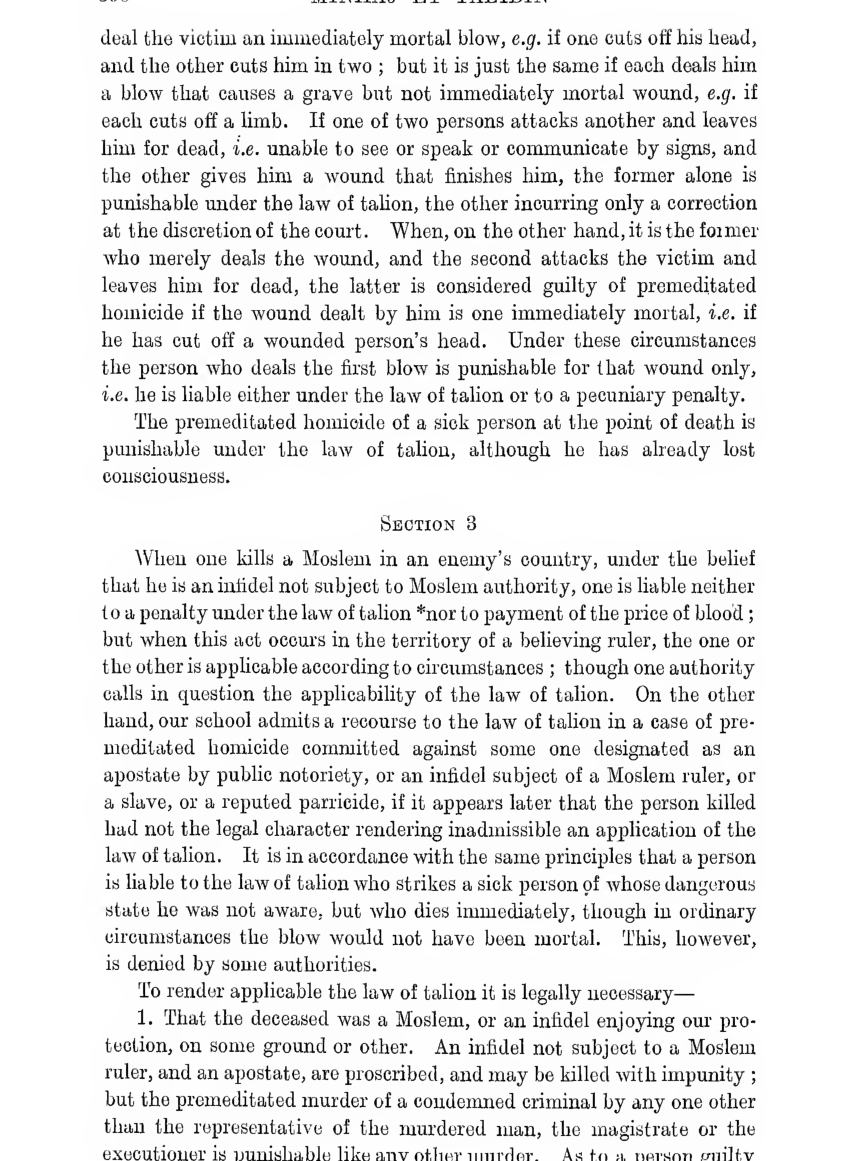 deal the victim an immediately mortal blow, e.g. if one cuts off his head,
and the other cuts him in two ; but it is just the same if each deals him
a blow that causes a grave but not immediately mortal wound, e.g. if
each cuts off a limb. If one of two persons attacks another and leaves
him for dead, i.e. unable to see or speak or communicate by signs, and
the other gives him a wound that finishes him, the former alone is
punishable under the law of talion, the other incurring only a correction
at the discretion of the court. When, on the other hand, it is the former
who merely deals the wound, and the second attacks the victim and
leaves him for dead, the latter is considered guilty of premeditated
homicide if the wound dealt by him is one immediately mortal, i.e. if
he has cut off a wounded person's head. Under these circumstances
the person who deals the first blow is punishable for that wound only,
i.e. he is liable either under the law of talion or to a pecuniary penalty.
The premeditated homicide of a sick person at the point of death is
punishable under the law of talion, although he has already lost
consciousness.
SECTION 3
When one kills a Moslem in an enemy's country, under the belief
that he is an infidel not subject to Moslem authority, one is liable neither
to a penalty under the law of talion *nor to payment of the price of blood ;
but when this act occurs in the territory of a believing ruler, the one or
the other is applicable according to circumstances ; though one authority
calls in question the applicability of the law of talion. On the other
hand, our school admits a recourse to the law of talion in a case of pre-
meditated homicide committed against some one designated as an
apostate by public notoriety, or an infidel subject of a Moslem ruler, or
a slave, or a reputed parricide, if it appears later that the person killed
had not the legal character rendering inadmissible an application of the
law of talion. It is in accordance with the same principles that a person
is liable to the law of talion who strikes a sick person of whose dangerous
state he was not aware, but who dies immediately, though in ordinary
circumstances the blow would not have been mortal. This, however,
is denied by some authorities.
To render applicable the law of talion it is legally necessary—
1. That the deceased was a Moslem, or an infidel enjoying our pro-
tection, on some ground or other. An infidel not subject to a Moslem
ruler, and an apostate, are proscribed, and may be killed with impunity ;
but the premeditated murder of a condemned criminal by any one other
than the representative of the murdered man, the magistrate or the
executioner is punishable like any other murder. As to a person guilty